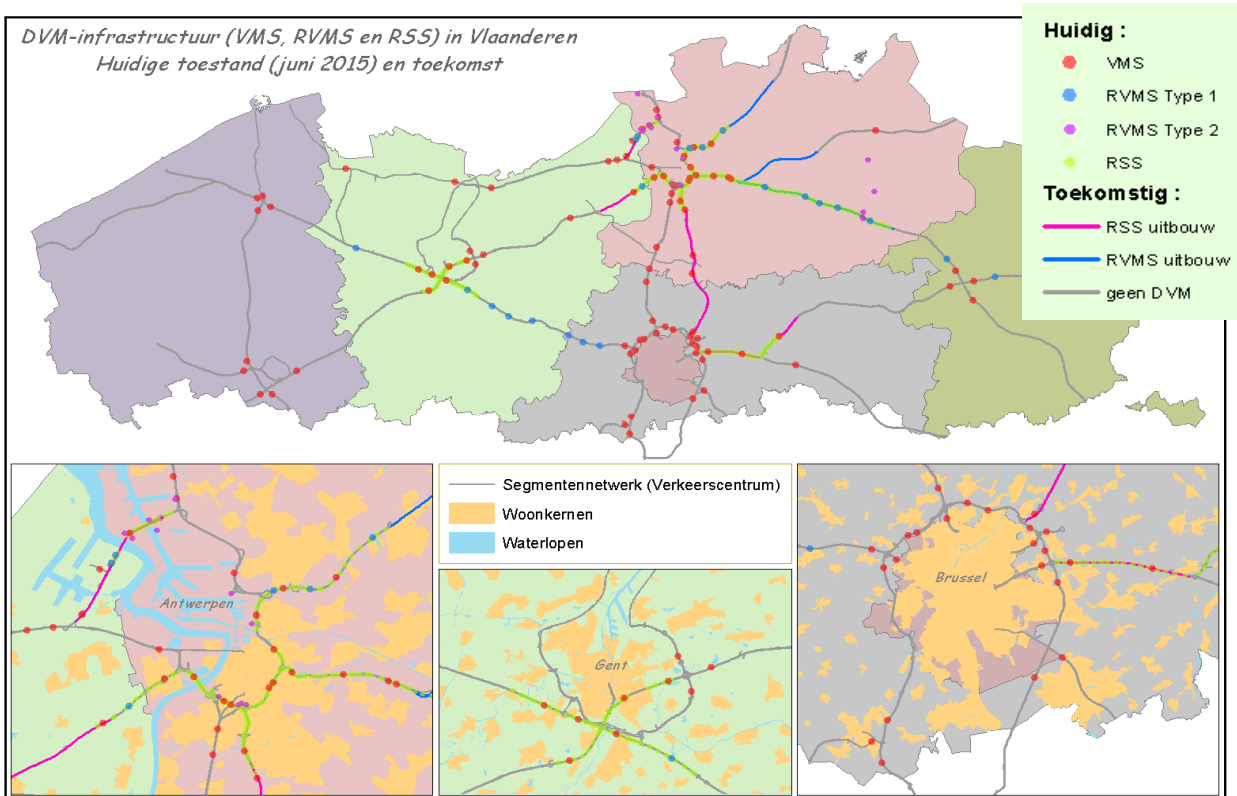 DVM-infrastructuur (VMS, RVMS en RSS) in Vlaanderen
Huidige toestand (juni 2015) en toekomst
Huidig :
VMS
RVMS Type 1
RVMS Type 2
RSS
Toekomstig :
RSS uitbouw
RVMS uitbouw
geen DVM
Segmentennetwerk (Verkeerscentrum)
Woonkernen
Waterlopen
Antwerpen
Gent
Brussel